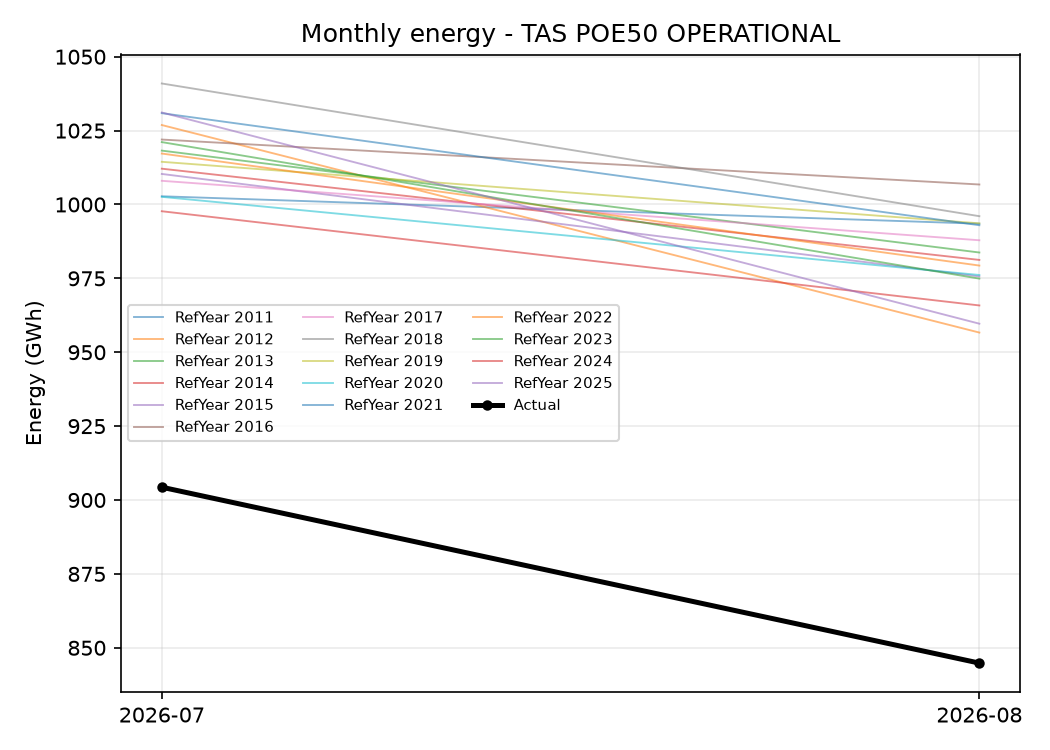 Monthly energy - TAS POE50 OPERATIONAL
Energy (GWh)
1050
1025
1000
975
950
925
900
875
850
RefYear 2011
RefYear 2012
RefYear 2013
RefYear 2014
RefYear 2015
RefYear 2016
RefYear 2017
RefYear 2018
RefYear 2019
RefYear 2020
RefYear 2021
RefYear 2022
RefYear 2023
RefYear 2024
RefYear 2025
Actual
2026-07
2026-08